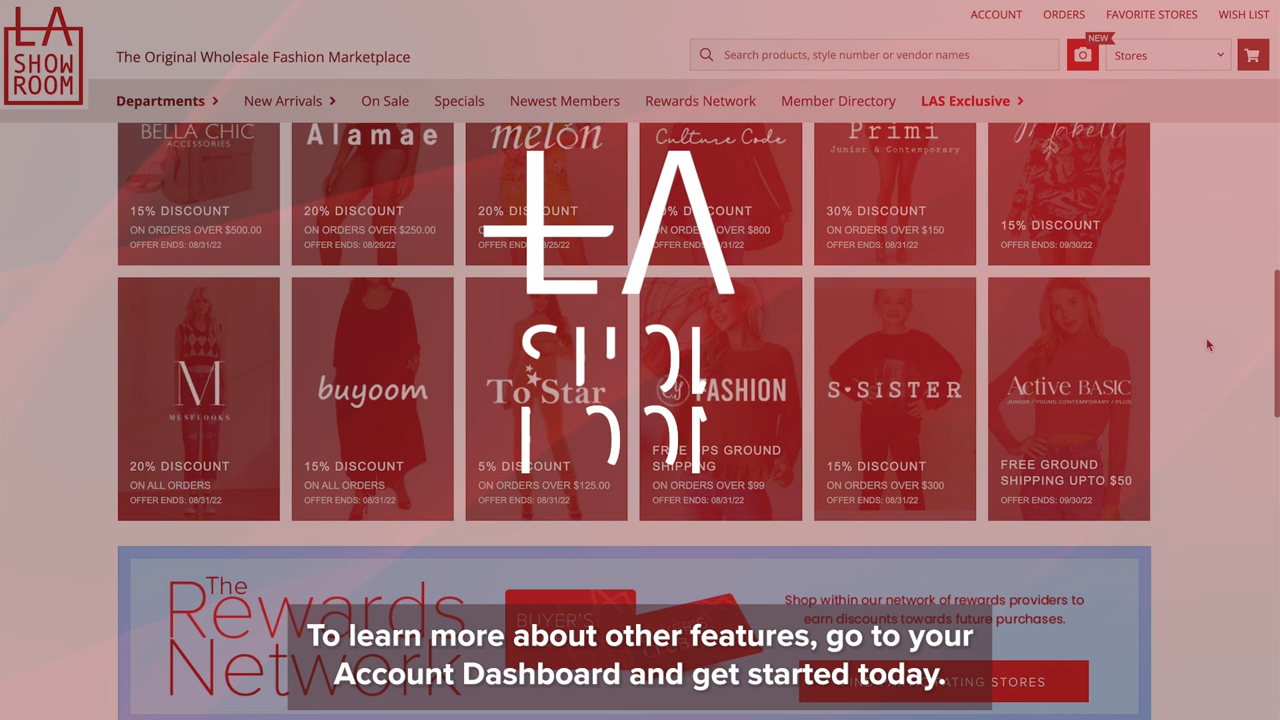 LA
SHOW
ROOM
The Original Wholesale Fashion Marketplace
ACCOUNT
ORDERS
FAVORITE STORES
WISH LIST
Search products, style number or vendor names
NEW
Stores
Departments
New Arrivals
On Sale
Specials
Newest Members
Rewards Network
Member Directory
LAS Exclusive
BELLA CHIC
ACCESSORIES
15% DISCOUNT
ON ORDERS OVER $500.00
OFFER ENDS: 08/31/22
Alamae
20% DISCOUNT
ON ORDERS OVER $250.00
OFFER ENDS: 08/26/22
melon
20% DISCOUNT
OFFER ENDS: 8/25/22
Culture Code
DISCOUNT
ON ORDERS OVER $800
OFFER ENDS: /31/22
Primi
Junior & Contemporary
30% DISCOUNT
ON ORDERS OVER $150
OFFER ENDS: 08/31/22
15% DISCOUNT
OFFER ENDS: 09/30/22
LA
M
MUSELOOKS
20% DISCOUNT
ON ALL ORDERS
OFFER ENDS: 08/31/22
buyoom
15% DISCOUNT
ON ALL ORDERS
OFFER ENDS: 08/31/22
To Star
5% DISCOUNT
ON ORDERS OVER $125.00
OFFER ENDS: 08/31/22
FASHION
FREE UPS GROUND
SHIPPING
ON ORDERS OVER $99
OFFER ENDS: 08/31/22
S♥SiSTER
15% DISCOUNT
ON ORDERS OVER $300
OFFER ENDS: 08/31/22
Active BASIC
JUNIOR / YOUNG CONTEMPORARY / PLUS
FREE GROUND
SHIPPING UPTO $50
OFFER ENDS: 09/30/22
The
Rewards
Network
BUYER'S
Shop within our network of rewards providers to
earn discounts towards future purchases.
STORES
To learn more about other features, go to your
Account Dashboard and get started today.